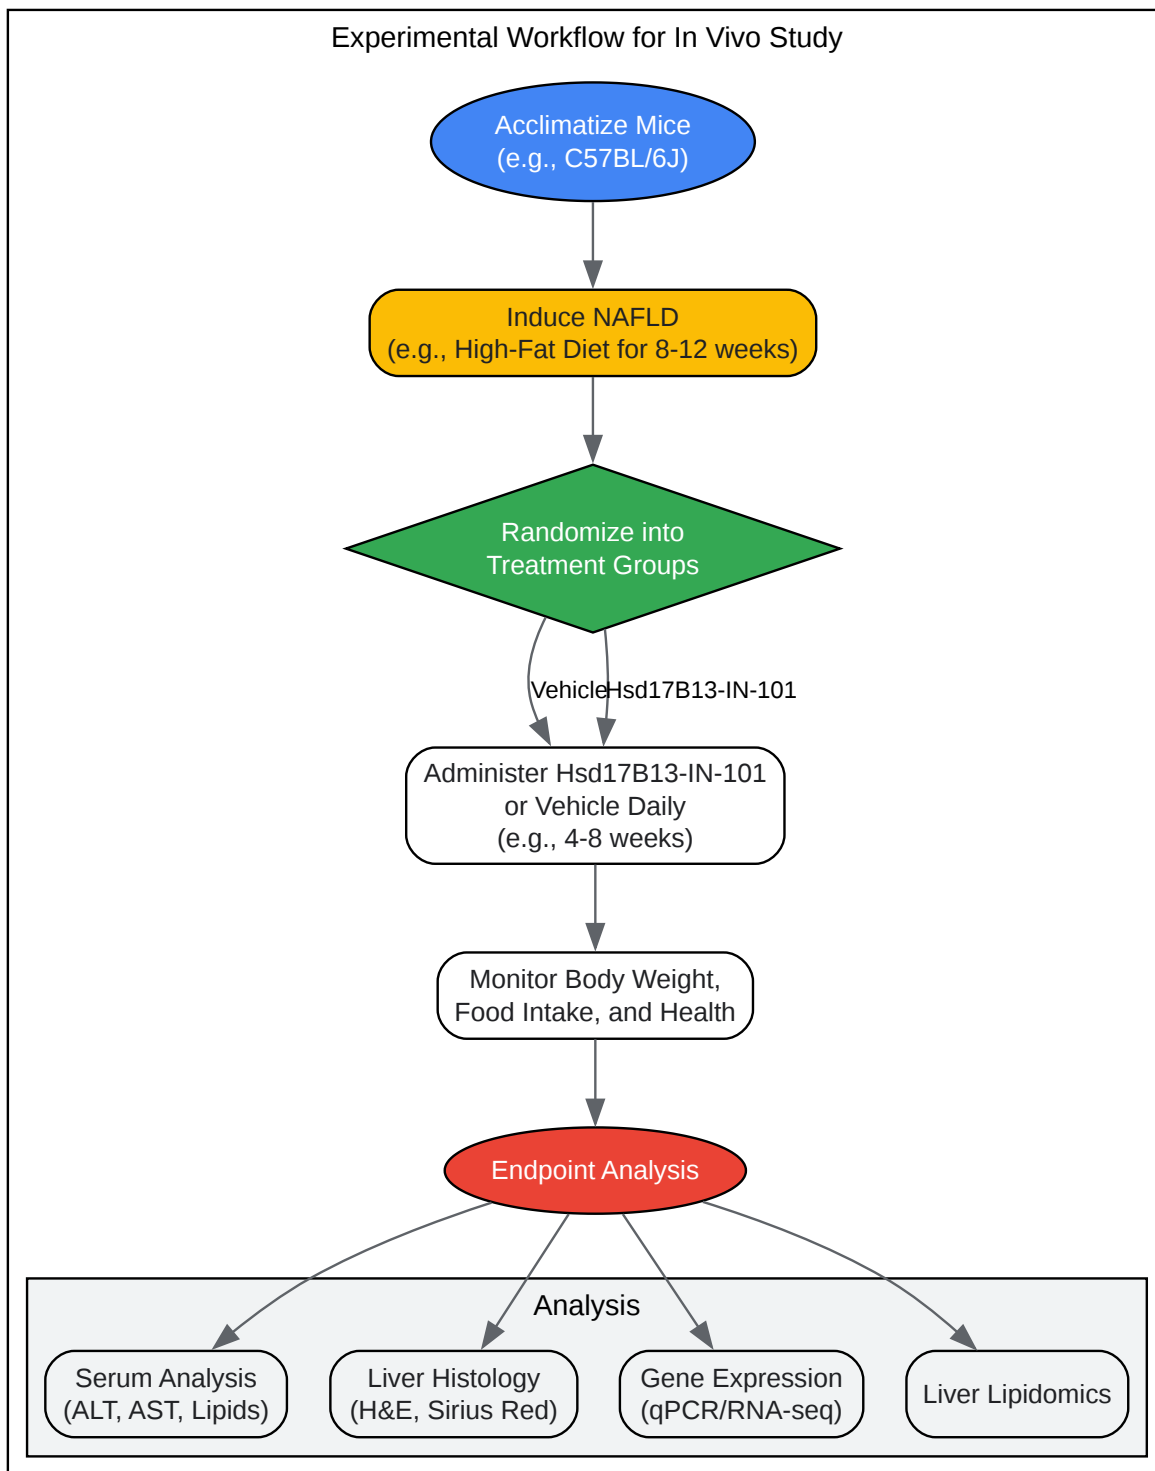 Experimental Workflow for In Vivo Study
Acclimatize Mice
(e.g., C57BL/6J)
Induce NAFLD
(e.g., High-Fat Diet for 8-12 weeks)
Randomize into
Treatment Groups
Vehicle
Hsd17B13-IN-101
Administer Hsd17B13-IN-101
or Vehicle Daily
(e.g., 4-8 weeks)
Monitor Body Weight,
Food Intake, and Health
Endpoint Analysis
Analysis
Serum Analysis
(ALT, AST, Lipids)
Liver Histology
(H&E, Sirius Red)
Gene Expression
(qPCR/RNA-seq)
Liver Lipidomics